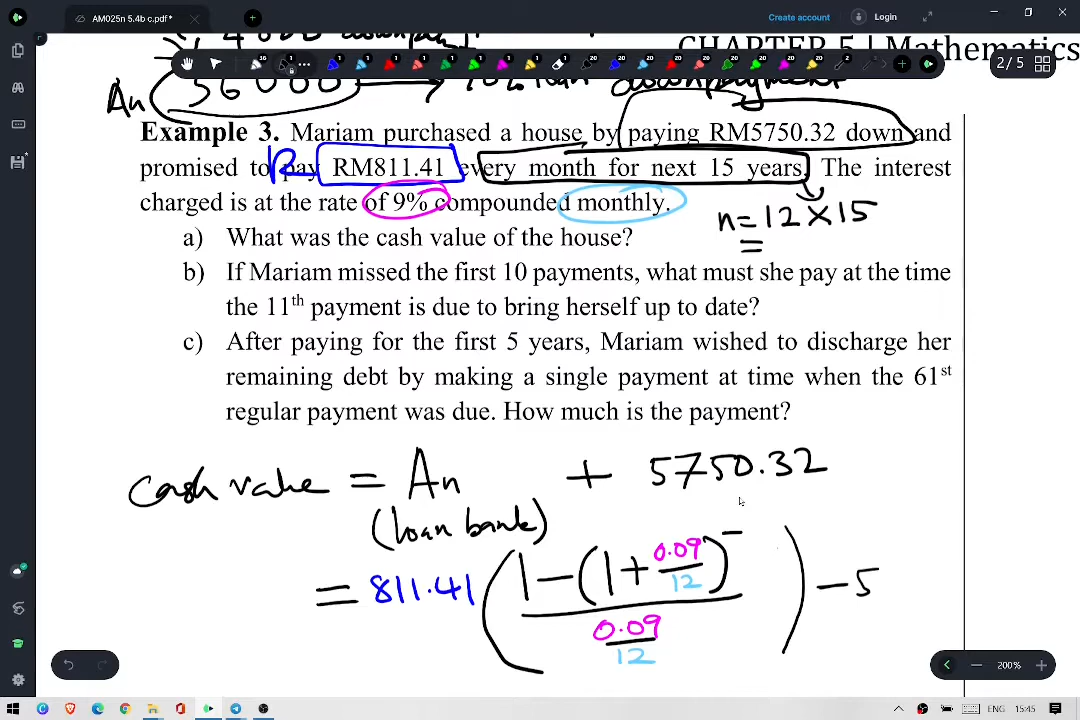 AM025n 5.4b c.pdf*
Create account
Login
CHAPTER 5 | Mathematics
2/5
An 36000
downpayment
Example 3. Mariam purchased a house by paying RM5750.32 down and
promised to pay RM811.41 every month for next 15 years. The interest
R
charged is at the rate of 9% compounded monthly.
n = 12 × 15
a) What was the cash value of the house?
b) If Mariam missed the first 10 payments, what must she pay at the time
the 11th payment is due to bring herself up to date?
c) After paying for the first 5 years, Mariam wished to discharge her
remaining debt by making a single payment at time when the 61st
regular payment was due. How much is the payment?
cash value = An + 5750.32
(loan bank)
= 811.41 ( 1 - (1 + 0.09/12)^- / 0.09/12 ) - 5
200%
ENG 15:45